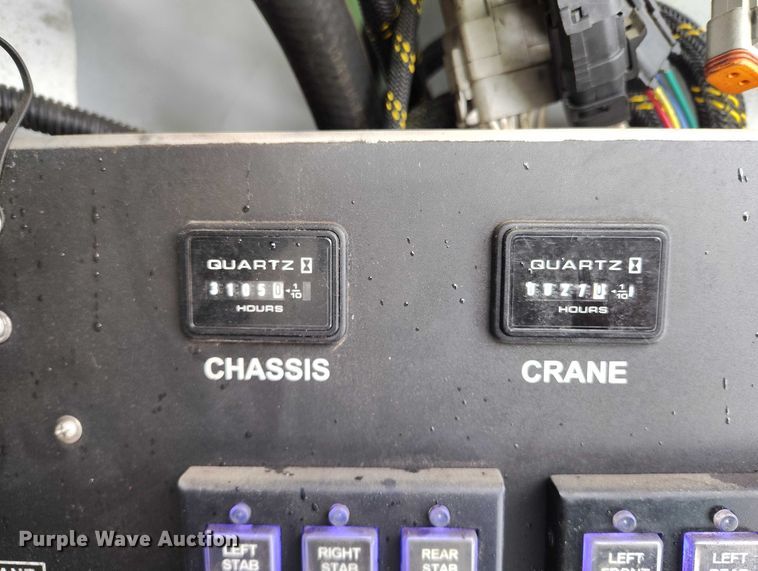 QUARTZ
31050 1/10
HOURS
CHASSIS
QUARTZ
1/10
HOURS
CRANE
LEFT STAB
RIGHT STAB
REAR STAB
LEFT
LEFT
Purple Wave Auction